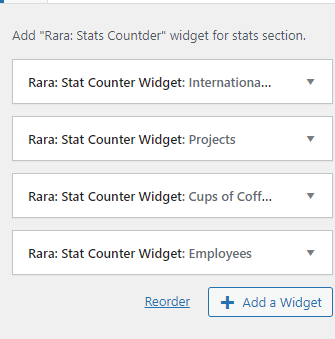 Add "Rara: Stats Countder" widget for stats section.
Rara: Stat Counter Widget: Internationa...
Rara: Stat Counter Widget: Projects
Rara: Stat Counter Widget: Cups of Coff...
Rara: Stat Counter Widget: Employees
Reorder
Add a Widget